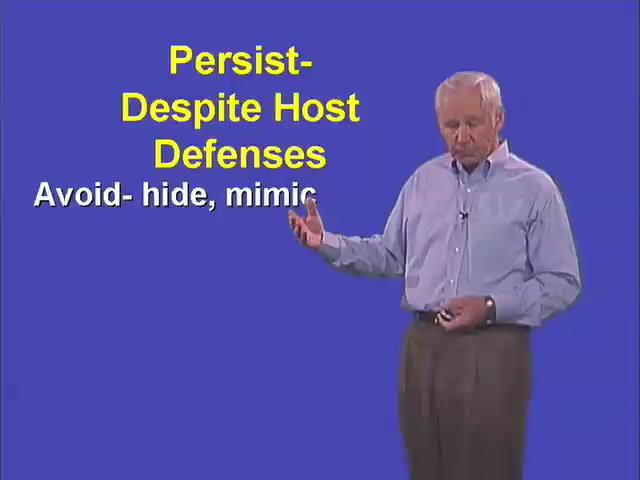 Persist-
Despite Host
Defenses
Avoid- hide, mimic